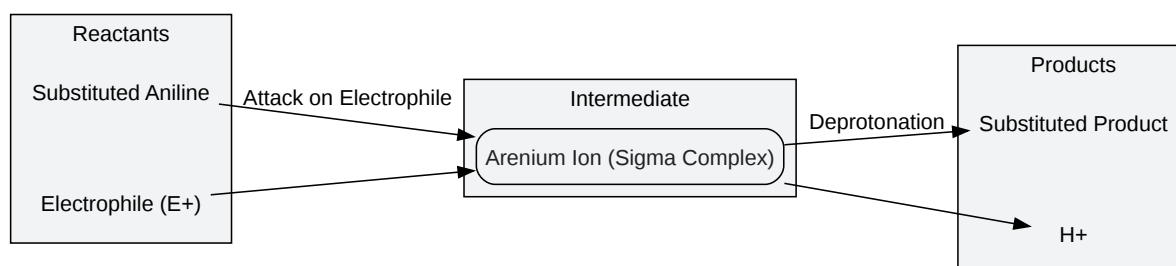 Reactants
Substituted Aniline
Electrophile (E+)
Attack on Electrophile
Intermediate
Arenium Ion (Sigma Complex)
Deprotonation
Products
Substituted Product
H+